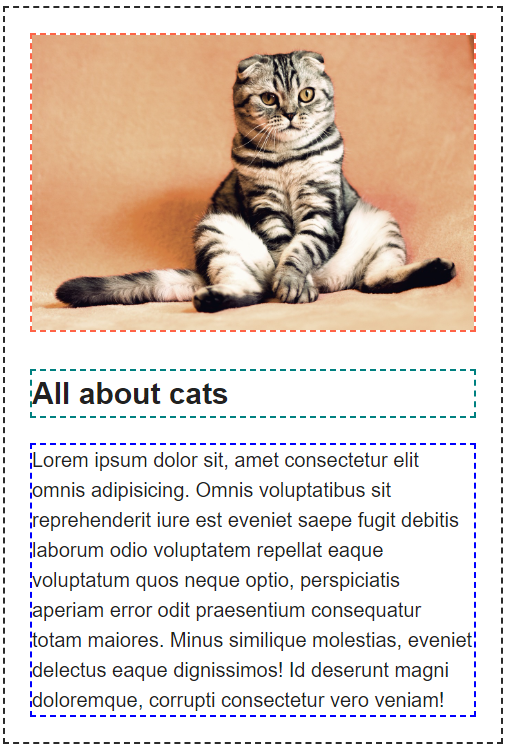 All about cats
Lorem ipsum dolor sit, amet consectetur elit
omnis adipisicing. Omnis voluptatibus sit
reprehenderit iure est eveniet saepe fugit debitis
laborum odio voluptatem repellat eaque
voluptatum quos neque optio, perspiciatis
aperiam error odit praesentium consequatur
totam maiores. Minus similique molestias, eveniet
delectus eaque dignissimos! Id deserunt magni
doloremque, corrupti consectetur vero veniam!